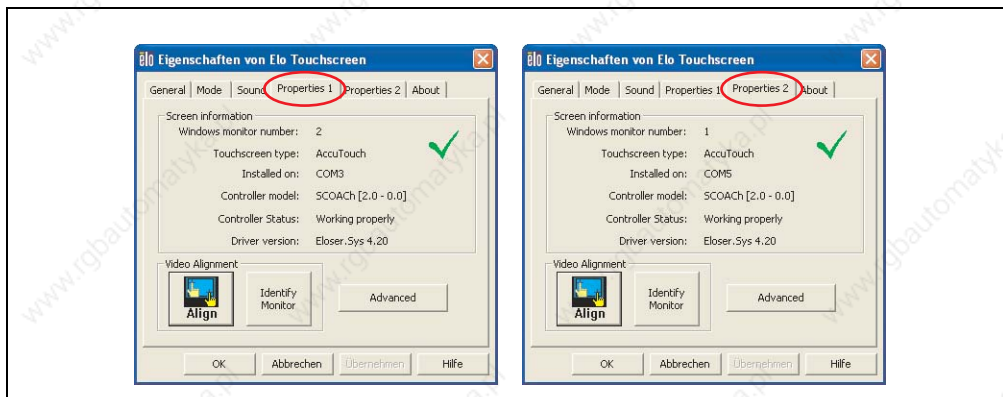 elo Eigenschaften von Elo Touchscreen
General Mode Sound Properties 1 Properties 2 About
Screen information
Windows monitor number: 2
Touchscreen type: AccuTouch
Installed on: COM3
Controller model: SCOACh [2.0 - 0.0]
Controller Status: Working properly
Driver version: Eloser.Sys 4.20
Video Alignment
Align
Identify
Monitor
Advanced
OK Abbrechen Übernehmen Hilfe
elo Eigenschaften von Elo Touchscreen
General Mode Sound Properties 1 Properties 2 About
Screen information
Windows monitor number: 1
Touchscreen type: AccuTouch
Installed on: COM5
Controller model: SCOACh [2.0 - 0.0]
Controller Status: Working properly
Driver version: Eloser.Sys 4.20
Video Alignment
Align
Identify
Monitor
Advanced
OK Abbrechen Übernehmen Hilfe
www.rgbautomatyka.pl